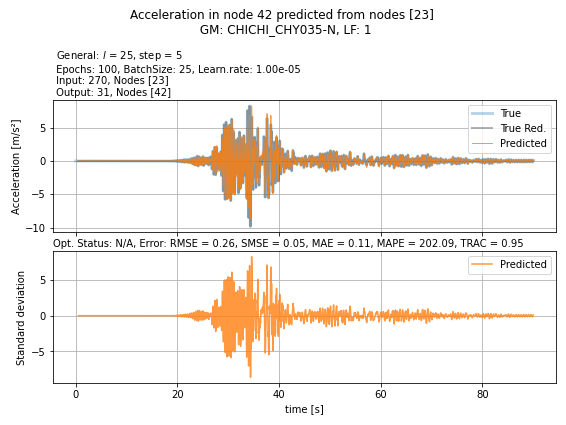 Acceleration in node 42 predicted from nodes [23]
GM: CHICHI_CHY035-N, LF: 1
General: l = 25, step = 5
Epochs: 100, BatchSize: 25, Learn.rate: 1.00e-05
Input: 270, Nodes [23]
Output: 31, Nodes [42]
Acceleration [m/s²]
5
0
−5
−10
True
True Red.
Predicted
Opt. Status: N/A, Error: RMSE = 0.26, SMSE = 0.05, MAE = 0.11, MAPE = 202.09, TRAC = 0.95
Standard deviation
5
0
−5
Predicted
0 20 40 60 80
time [s]